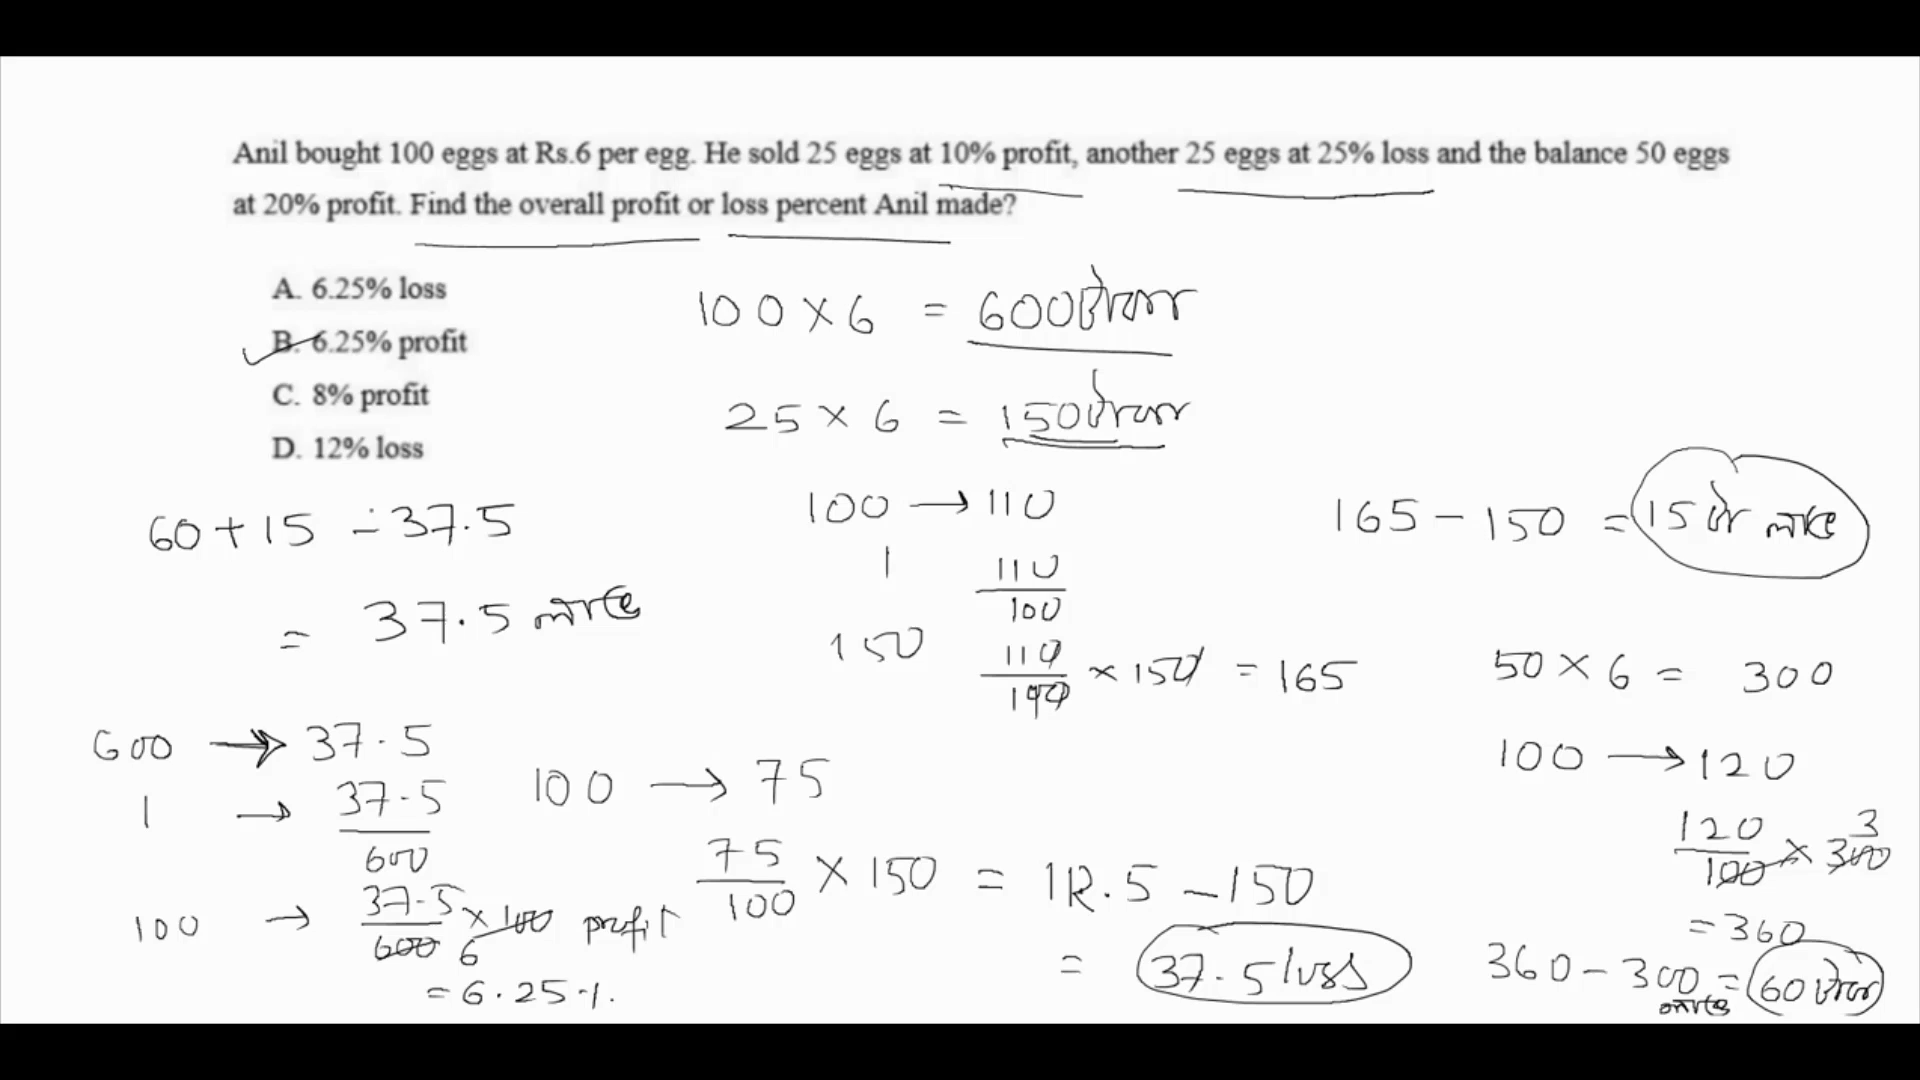 Anil bought 100 eggs at Rs.6 per egg. He sold 25 eggs at 10% profit, another 25 eggs at 25% loss and the balance 50 eggs
at 20% profit. Find the overall profit or loss percent Anil made?
A. 6.25% loss
B. 6.25% profit
C. 8% profit
D. 12% loss
100 × 6 = 600
25 × 6 = 150
100 → 110
1 110/100
150 110/100 × 150 = 165
165 - 150 = 15
50 × 6 = 300
100 → 120
120/100 × 300 3
= 360
360 - 300 = 60
100 → 75
75/100 × 150 = 112.5 - 150
= 37.5 loss
60 + 15 - 37.5
= 37.5
600 → 37.5
1 → 37.5/600
100 → 37.5/600 × 100 profit
6
= 6.25%